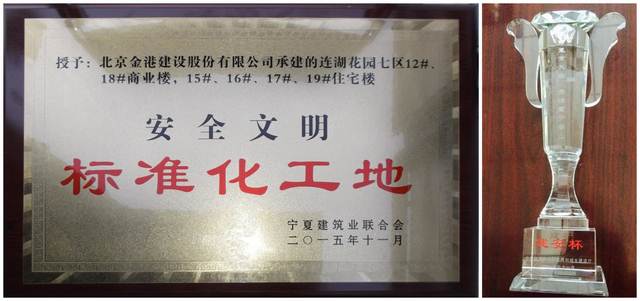 授予：北京金港建设股份有限公司承建的连湖花园七区12#、
18#商业楼，15#、16#、17#、19#住宅楼
安全文明
标准化工地
宁夏建筑业联合会
二〇一五年十一月